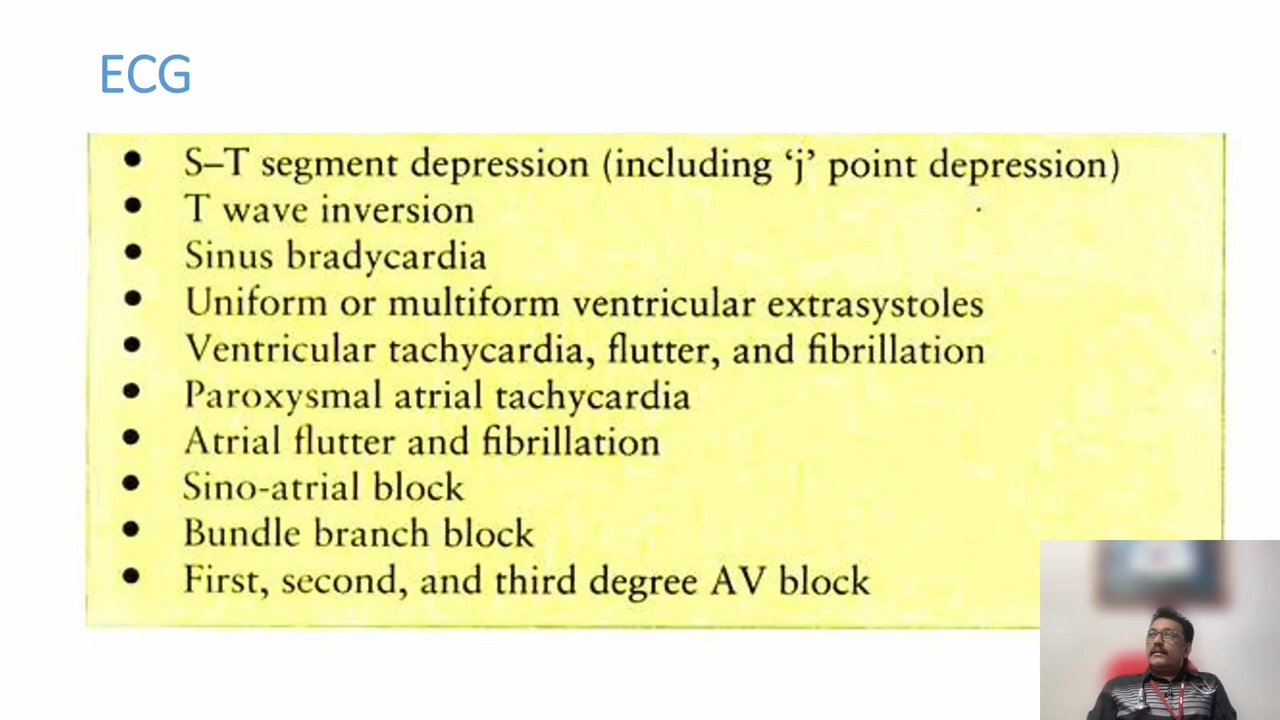 ECG
• S–T segment depression (including ‘j’ point depression)
• T wave inversion
• Sinus bradycardia
• Uniform or multiform ventricular extrasystoles
• Ventricular tachycardia, flutter, and fibrillation
• Paroxysmal atrial tachycardia
• Atrial flutter and fibrillation
• Sino-atrial block
• Bundle branch block
• First, second, and third degree AV block